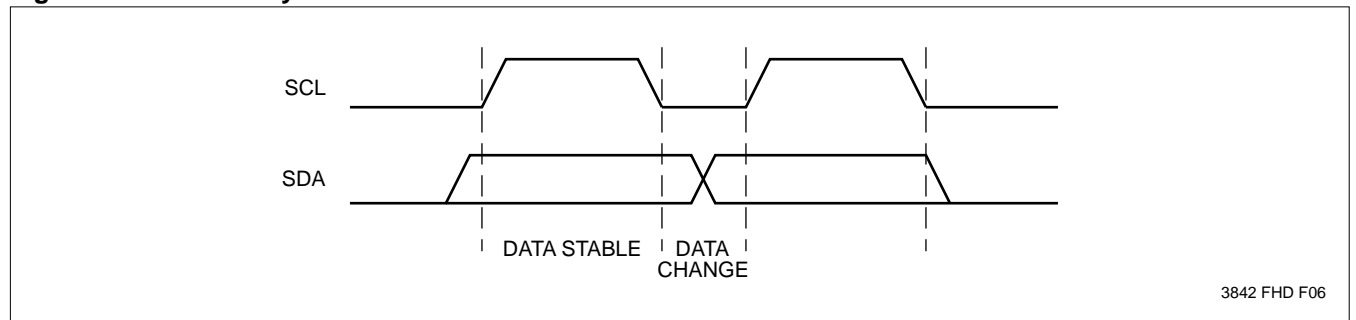 SCL
SDA
DATA STABLE
DATA
CHANGE
3842 FHD F06